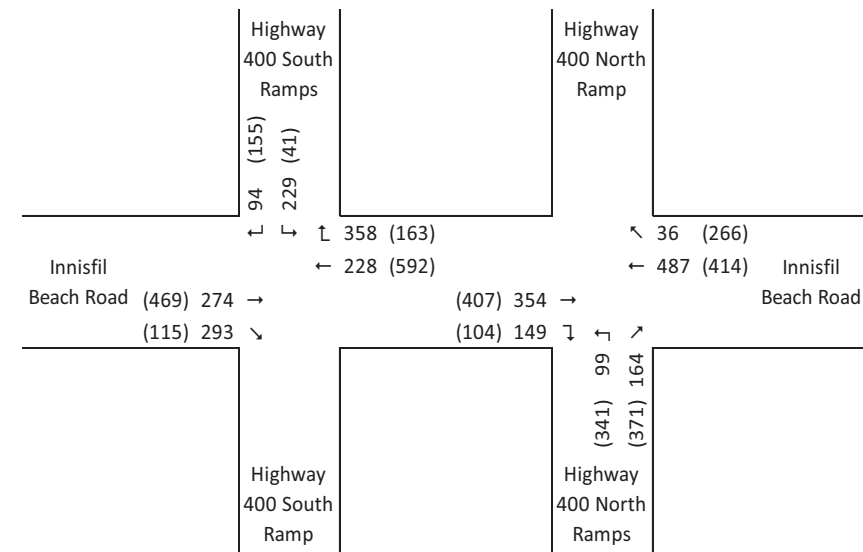 Highway
400 South
Ramps
Highway
400 North
Ramp
94 (155)
229 (41)
358 (163)
228 (592)
36 (266)
487 (414)
Innisfil
Beach Road
(469) 274
(115) 293
(407) 354
(104) 149
Innisfil
Beach Road
(341) 99
(371) 164
Highway
400 South
Ramp
Highway
400 North
Ramps